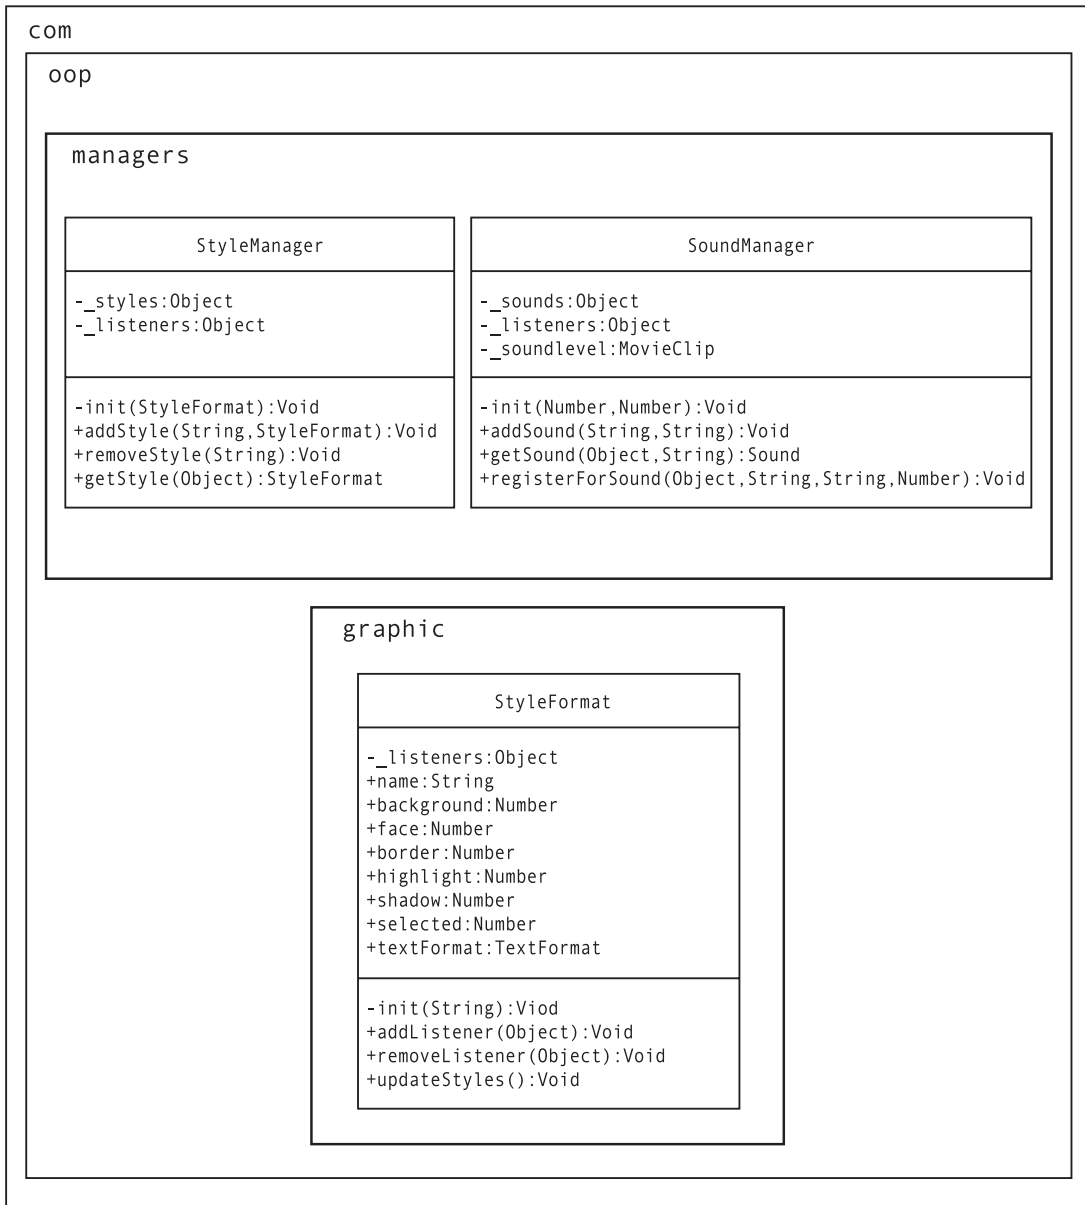 com
oop
managers
StyleManager
-_styles:Object
-_listeners:Object
-init(StyleFormat):Void
+addStyle(String,StyleFormat):Void
+removeStyle(String):Void
+getStyle(Object):StyleFormat
SoundManager
-_sounds:Object
-_listeners:Object
-_soundlevel:MovieClip
-init(Number,Number):Void
+addSound(String,String):Void
+getSound(Object,String):Sound
+registerForSound(Object,String,String,Number):Void
graphic
StyleFormat
-_listeners:Object
+name:String
+background:Number
+face:Number
+border:Number
+highlight:Number
+shadow:Number
+selected:Number
+textFormat:TextFormat
-init(String):Viod
+addListener(Object):Void
+removeListener(Object):Void
+updateStyles():Void